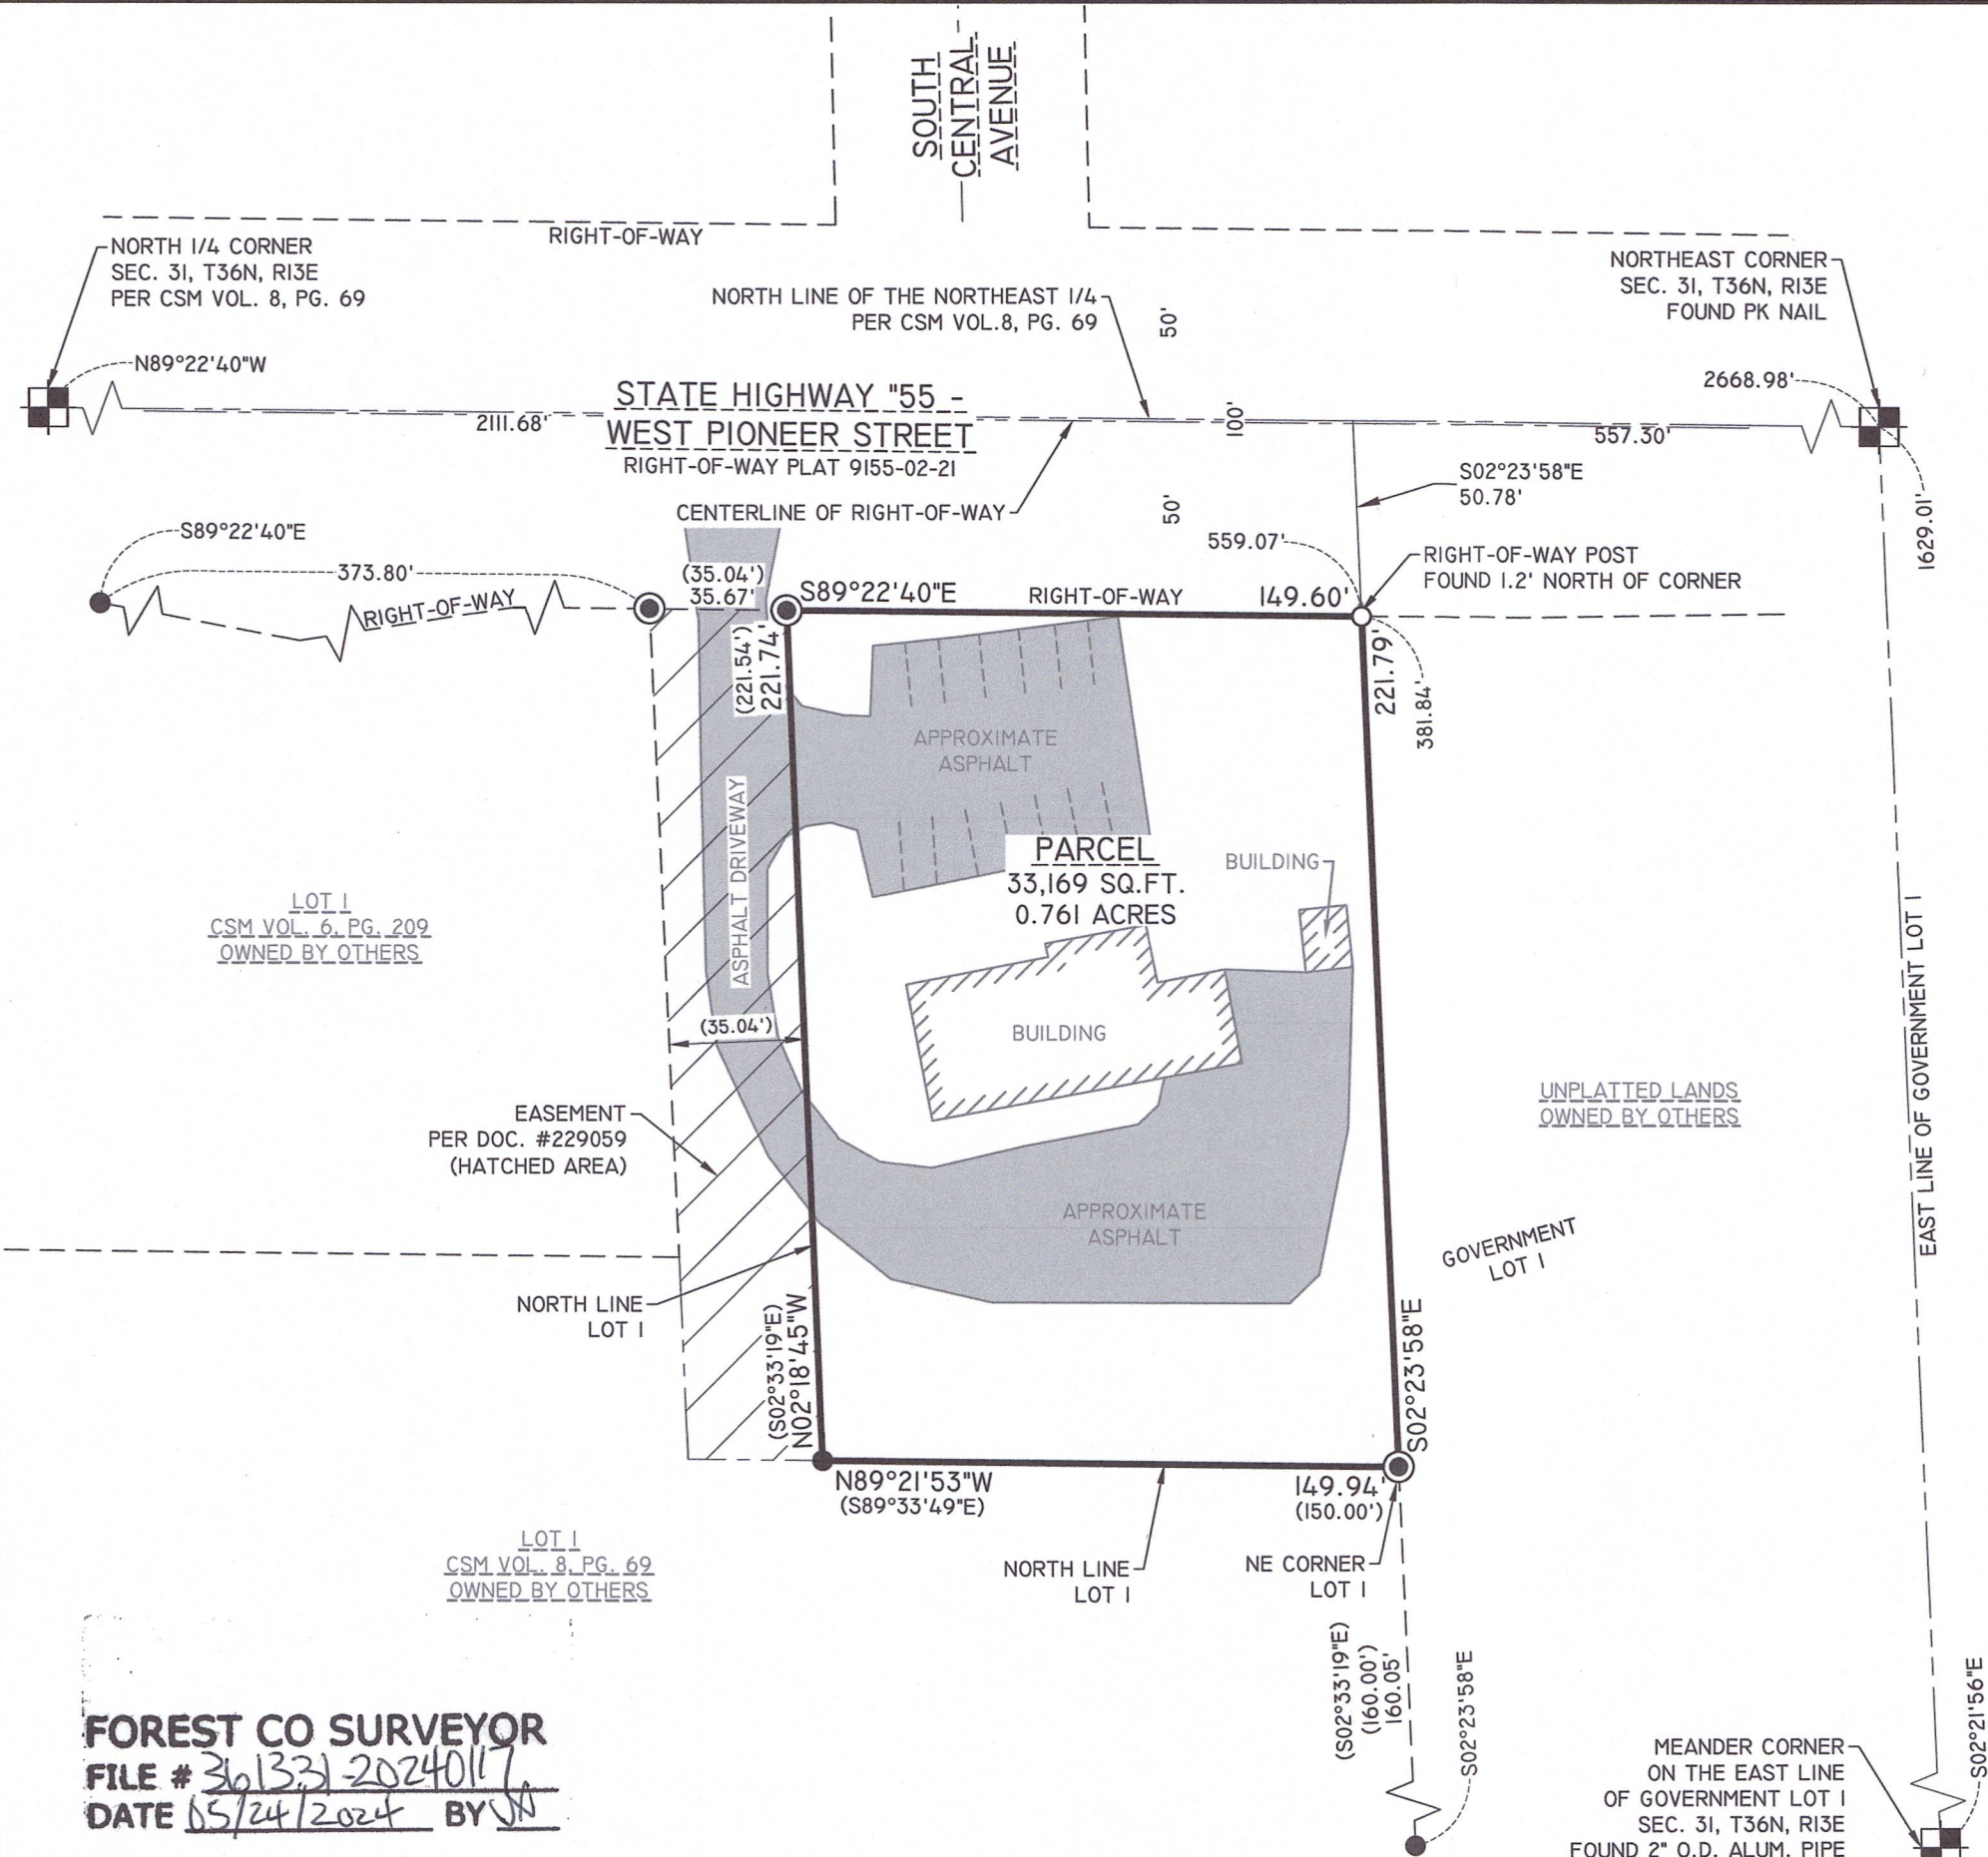 SOUTH
CENTRAL
AVENUE
RIGHT-OF-WAY
NORTH 1/4 CORNER
SEC. 31, T36N, R13E
PER CSM VOL. 8, PG. 69
NORTH LINE OF THE NORTHEAST 1/4
PER CSM VOL.8, PG. 69
50'
NORTHEAST CORNER
SEC. 31, T36N, R13E
FOUND PK NAIL
N89°22'40"W
2668.98'
STATE HIGHWAY "55 -
WEST PIONEER STREET
RIGHT-OF-WAY PLAT 9155-02-21
2111.68'
100'
557.30'
S02°23'58"E
50.78'
CENTERLINE OF RIGHT-OF-WAY
50'
1629.01'
S89°22'40"E
373.80'
RIGHT-OF-WAY
559.07'
RIGHT-OF-WAY POST
FOUND 1.2' NORTH OF CORNER
(35.04')
35.67'
S89°22'40"E
RIGHT-OF-WAY
149.60'
(221.54')
221.74'
221.79'
381.84'
APPROXIMATE
ASPHALT
ASPHALT DRIVEWAY
PARCEL
33,169 SQ.FT.
0.761 ACRES
BUILDING
LOT 1
CSM VOL. 6, PG. 209
OWNED BY OTHERS
EAST LINE OF GOVERNMENT LOT 1
(35.04')
BUILDING
UNPLATTED LANDS
OWNED BY OTHERS
EASEMENT
PER DOC. #229059
(HATCHED AREA)
APPROXIMATE
ASPHALT
GOVERNMENT
LOT 1
NORTH LINE
LOT 1
(S02°33'19"E)
N02°18'45"W
S02°23'58"E
N89°21'53"W
(S89°33'49"E)
149.94'
(150.00')
LOT 1
CSM VOL. 8, PG. 69
OWNED BY OTHERS
NORTH LINE
LOT 1
NE CORNER
LOT 1
(S02°33'19"E)
(160.00')
160.05'
S02°23'58"E
S02°21'56"E
FOREST CO SURVEYOR
FILE # 361331-20240117
DATE 05/24/2024 BY
MEANDER CORNER
ON THE EAST LINE
OF GOVERNMENT LOT 1
SEC. 31, T36N, R13E
FOUND 2" O.D. ALUM. PIPE